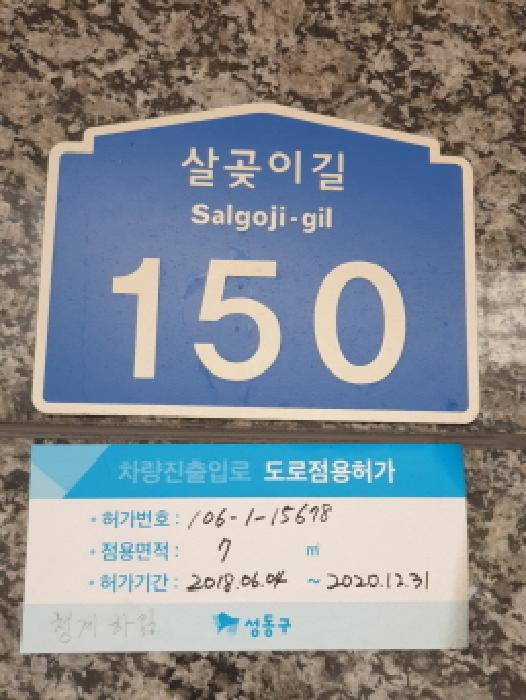 살곶이길
Salgoji-gil
150
차량진출입로 도로점용허가
• 허가번호 : 106-1-15678
• 점용면적 : 7 ㎡
• 허가기간 : 2018.06.04 ~ 2020.12.31
성동구